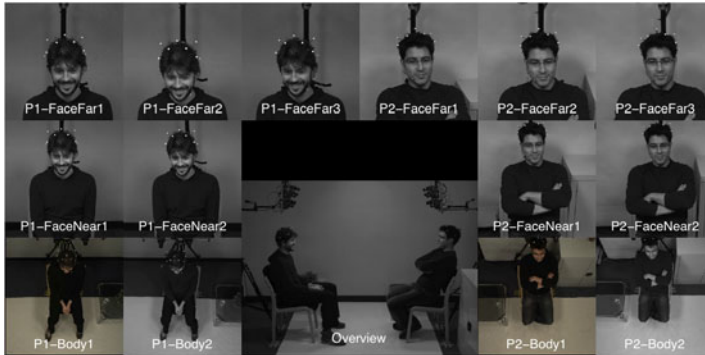 P1-FaceFar1 P1-FaceFar2 P1-FaceFar3 P2-FaceFar1 P2-FaceFar2 P2-FaceFar3
P1-FaceNear1 P1-FaceNear2 P2-FaceNear1 P2-FaceNear2
P1-Body1 P1-Body2 Overview P2-Body1 P2-Body2